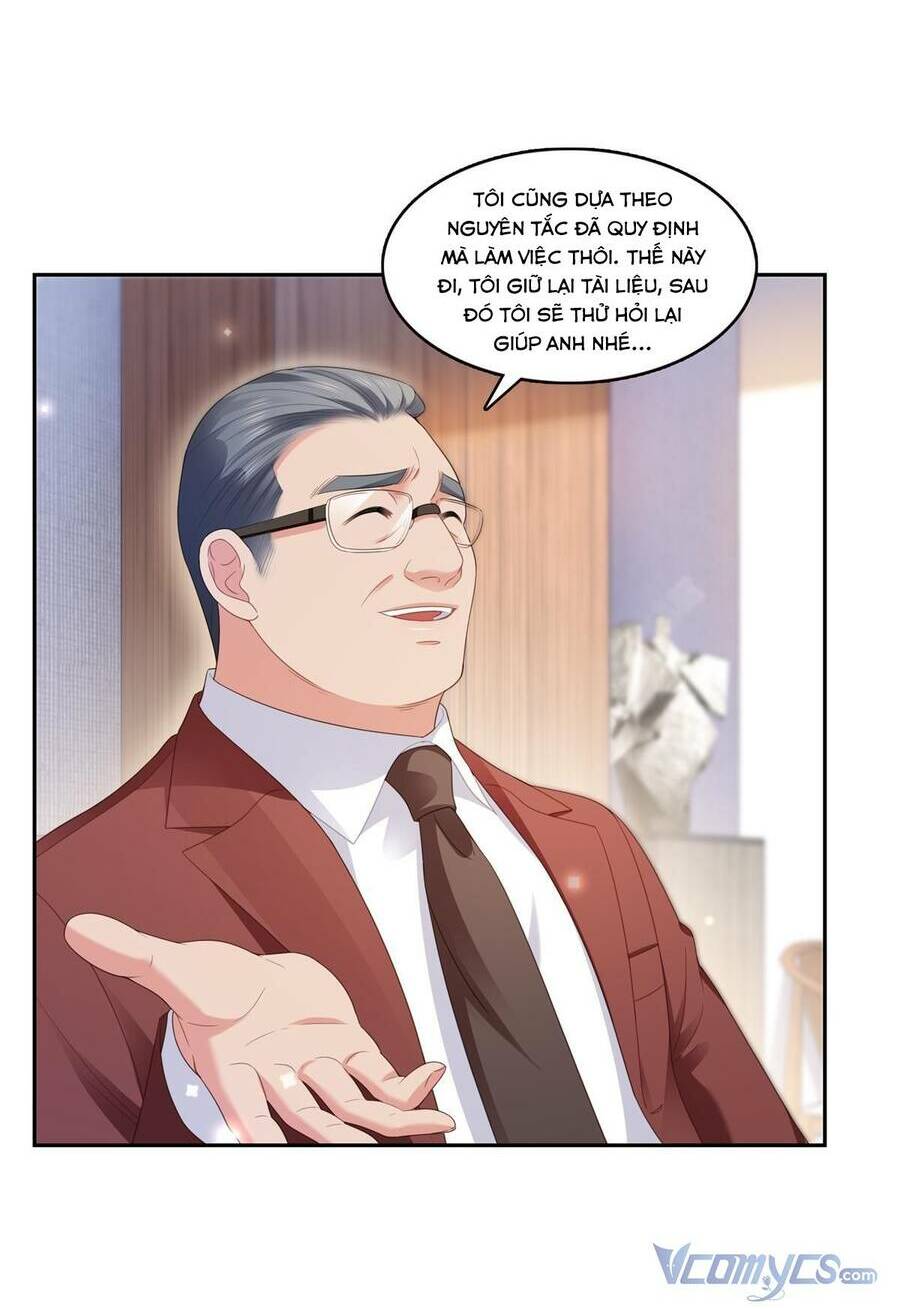 TÔI CŨNG DỰA THEO
NGUYÊN TẮC ĐÃ QUY ĐỊNH
MÀ LÀM VIỆC THÔI. THẾ NÀY
ĐI, TÔI GIỮ LẠI TÀI LIỆU, SAU
ĐÓ TÔI SẼ THỬ HỎI LẠI
GIÚP ANH NHÉ...
VCOMYCS.com